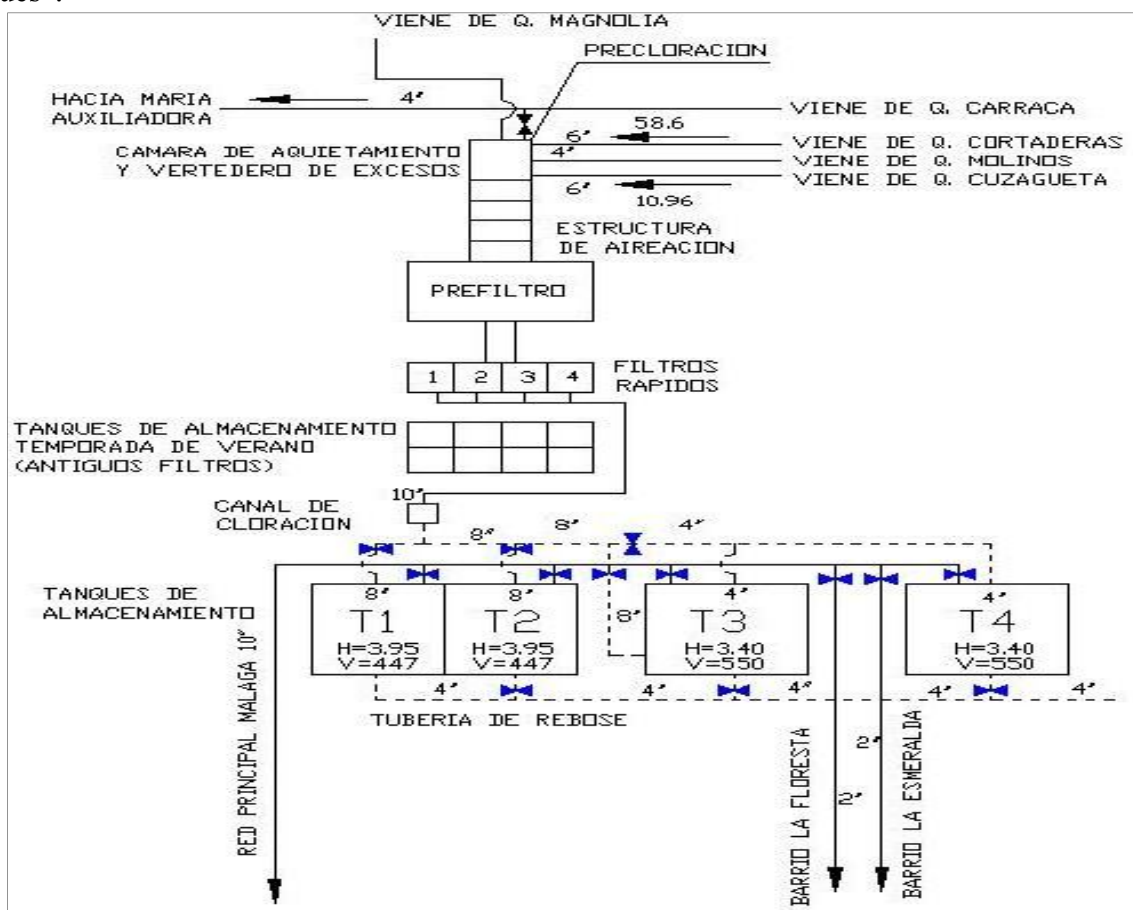 ues .
VIENE DE Q. MAGNOLIA
PRECLORACION
HACIA MARIA
AUXILIADORA
4"
VIENE DE Q. CARRACA
58.6
6"
VIENE DE Q. CORTADERAS
CAMARA DE AQUIETAMIENTO
Y VERTEDERO DE EXCESOS
4"
VIENE DE Q. MOLINOS
6"
VIENE DE Q. CUZAGUETA
10.96
ESTRUCTURA
DE AIREACION
PREFILTRO
1 2 3 4
FILTROS
RAPIDOS
TANQUES DE ALMACENAMIENTO
TEMPORADA DE VERANO
(ANTIGUOS FILTROS)
10"
CANAL DE
CLORACION
8" 8" 4"
TANQUES DE
ALMACENAMIENTO
8"
T1
H=3.95
V=447
8"
T2
H=3.95
V=447
8"
4"
T3
H=3.40
V=550
4"
T4
H=3.40
V=550
4" 4" 4" 4" 4"
TUBERIA DE REBOSE
RED PRINCIPAL MALAGA 10"
BARRIO LA FLORESTA
2"
2"
BARRIO LA ESMERALDA